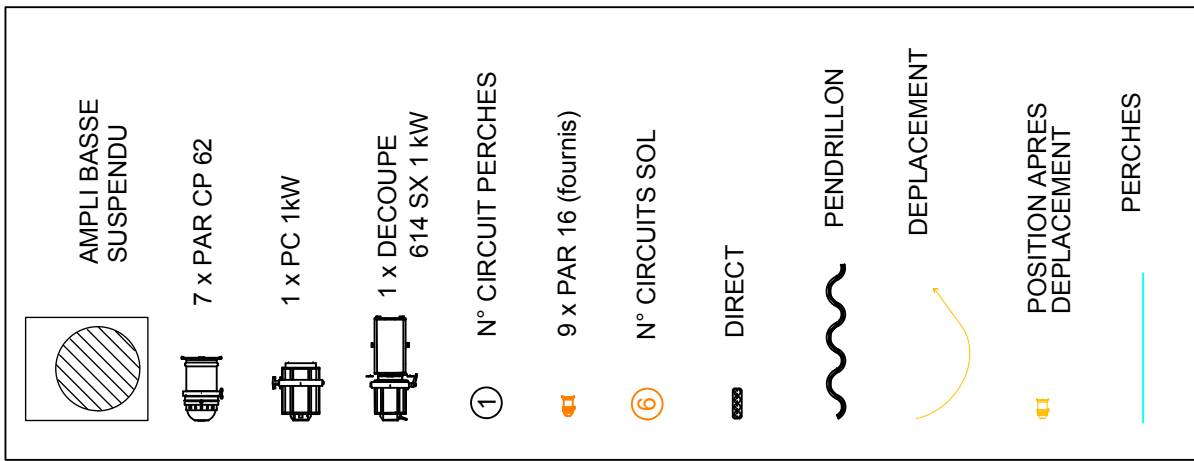 AMPLI BASSE
SUSPENDU
7 x PAR CP 62
1 x PC 1kW
1 x DECOUPE
614 SX 1 kW
1
N° CIRCUIT PERCHES
9 x PAR 16 (fournis)
6
N° CIRCUITS SOL
DIRECT
PENDRILLON
DEPLACEMENT
POSITION APRES
DEPLACEMENT
PERCHES